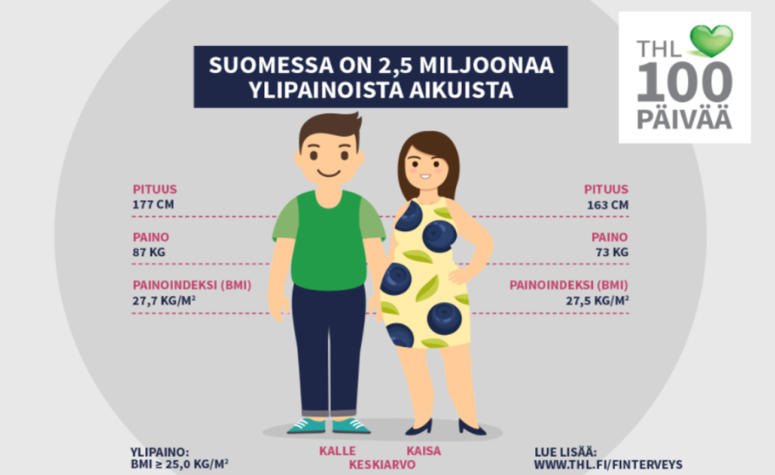 SUOMESSA ON 2,5 MILJOONAA
YLIPAINOISTA AIKUISTA
THL
100
PÄIVÄÄ
PITUUS
177 CM
PAINO
87 KG
PAINOINDEKSI (BMI)
27,7 KG/M²
PITUUS
163 CM
PAINO
73 KG
PAINOINDEKSI (BMI)
27,5 KG/M²
YLIPAINO:
BMI ≥ 25,0 KG/M²
KALLE KAISA
KESKIARVO
LUE LISÄÄ:
WWW.THL.FI/FINTERVEYS